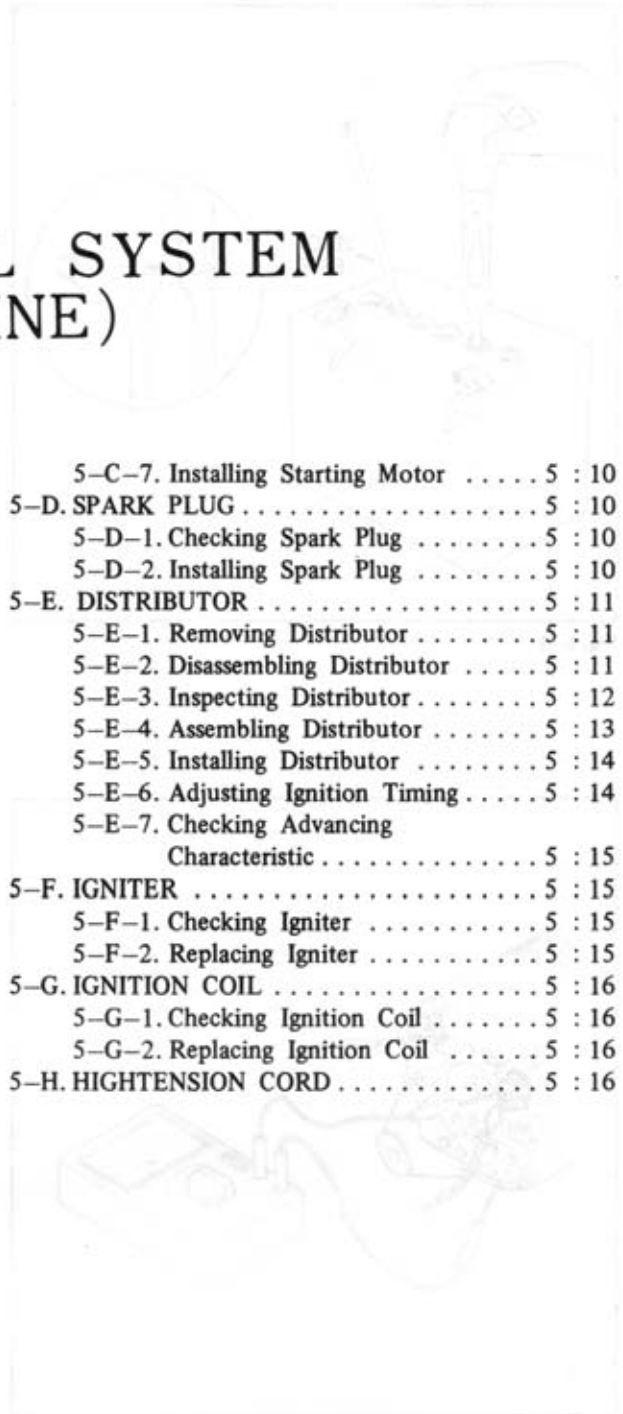 L SYSTEM
NE)
5–C–7. Installing Starting Motor ..... 5 : 10
5–D. SPARK PLUG.................... 5 : 10
5–D–1. Checking Spark Plug ........ 5 : 10
5–D–2. Installing Spark Plug ........ 5 : 10
5–E. DISTRIBUTOR................... 5 : 11
5–E–1. Removing Distributor........ 5 : 11
5–E–2. Disassembling Distributor ..... 5 : 11
5–E–3. Inspecting Distributor........ 5 : 12
5–E–4. Assembling Distributor....... 5 : 13
5–E–5. Installing Distributor ........ 5 : 14
5–E–6. Adjusting Ignition Timing..... 5 : 14
5–E–7. Checking Advancing
Characteristic.............. 5 : 15
5–F. IGNITER ....................... 5 : 15
5–F–1. Checking Igniter ........... 5 : 15
5–F–2. Replacing Igniter........... 5 : 15
5–G. IGNITION COIL ................. 5 : 16
5–G–1. Checking Ignition Coil....... 5 : 16
5–G–2. Replacing Ignition Coil ...... 5 : 16
5–H. HIGHTENSION CORD............. 5 : 16